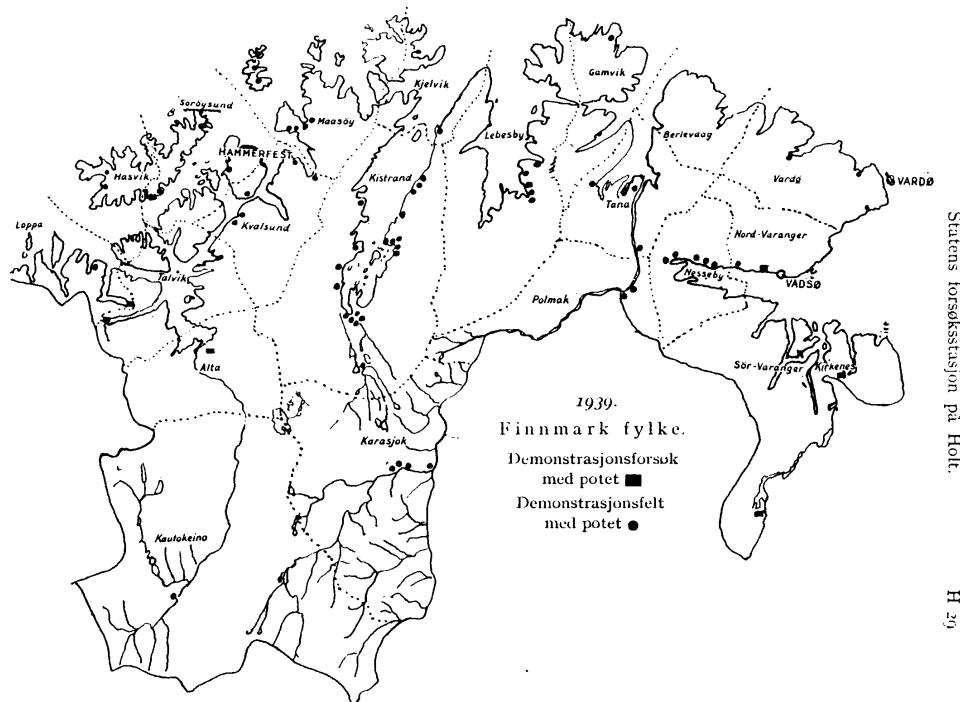 Kjelvik
Gamvik
Sørøysund
Maasöy
Lebesby
Berlevaag
HAMMERFEST
Hasvik
Kistrand
Vardø
VARDØ
Tana
Loppa
Kvalsund
Nord-Varanger
Talvik
Nesseby
VADSØ
Polmak
Alta
Sör-Varanger
Kirkenes
1939.
Finnmark fylke.
Karasjok
Demonstrasjonsforsøk
med potet
Demonstrasjonsfelt
med potet
Kautokeino
Statens forsøksstasjon på Holt.
H 29